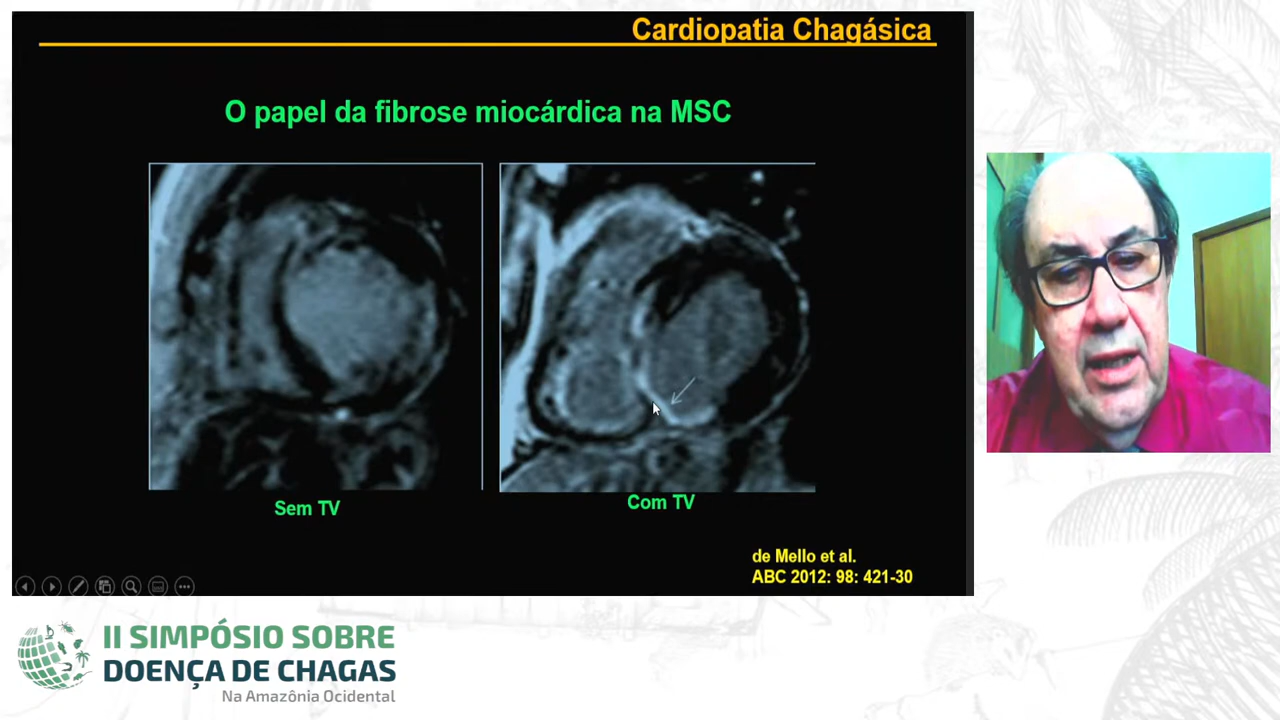 Cardiopatia Chagásica
O papel da fibrose miocárdica na MSC
Sem TV
Com TV
de Mello et al.
ABC 2012: 98: 421-30
II SIMPÓSIO SOBRE
DOENÇA DE CHAGAS
Na Amazônia Ocidental